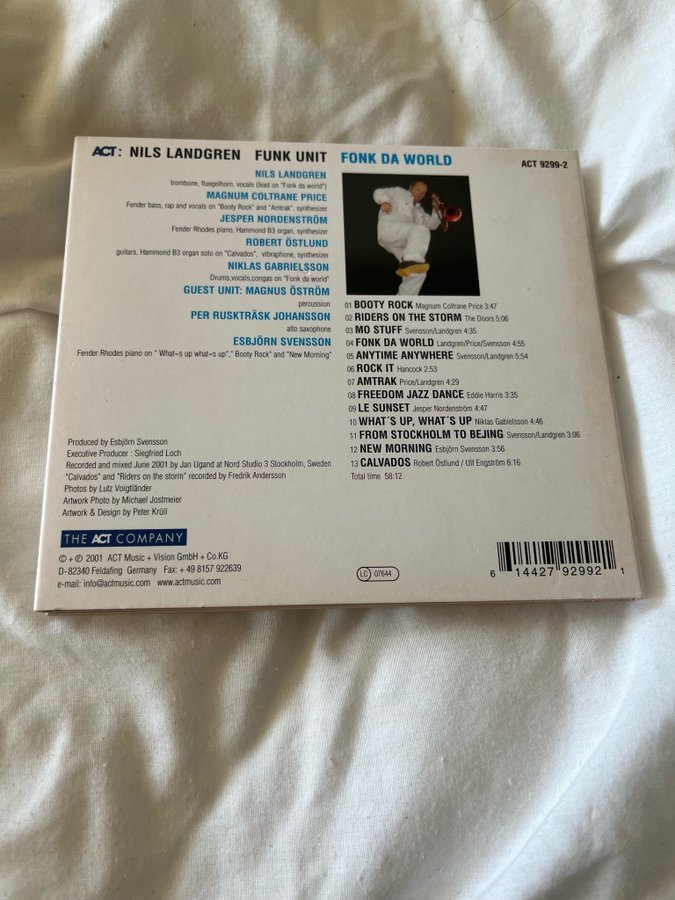 ACT: NILS LANDGREN FUNK UNIT FONK DA WORLD
ACT 9299-2
NILS LANDGREN
trombone, fluegelhorn, vocals (lead on "Fonk da world")
MAGNUM COLTRANE PRICE
Fender bass, rap and vocals on "Booty Rock" and "Amtrak", synthesizer
JESPER NORDENSTRÖM
Fender Rhodes piano, Hammond B3 organ, synthesizer
ROBERT ÖSTLUND
guitars, Hammond B3 organ solo on "Calvados", vibraphone, synthesizer
NIKLAS GABRIELSSON
Drums,vocals,congas on "Fonk da world"
GUEST UNIT: MAGNUS ÖSTRÖM
percussion
PER RUSKTRÄSK JOHANSSON
alto saxophone
ESBJÖRN SVENSSON
Fender Rhodes piano on " What«s up what«s up"," Booty Rock" and "New Morning"
01 BOOTY ROCK Magnum Coltrane Price 3:47
02 RIDERS ON THE STORM The Doors 5:06
03 MO STUFF Svensson/Landgren 4:35
04 FONK DA WORLD Landgren/Price/Svensson 4:55
05 ANYTIME ANYWHERE Svensson/Landgren 5:54
06 ROCK IT Hancock 2:53
07 AMTRAK Price/Landgren 4:29
08 FREEDOM JAZZ DANCE Eddie Harris 3:35
09 LE SUNSET Jesper Nordenström 4:47
10 WHAT´S UP, WHAT´S UP Niklas Gabielsson 4:46
11 FROM STOCKHOLM TO BEJING Svensson/Landgren 3:06
12 NEW MORNING Esbjörn Svensson 3:56
13 CALVADOS Robert Östlund / Ulf Engström 6:16
Total time 58:12
Produced by Esbjörn Svensson
Executive Producer : Siegfried Loch
Recorded and mixed June 2001 by Jan Ugand at Nord Studio 3 Stockholm, Sweden
"Calvados" and "Riders on the storm" recorded by Fredrik Andersson
Photos by Lutz Voigtländer
Artwork Photo by Michael Jostmeier
Artwork & Design by Peter Krüll
THE ACT COMPANY
© + ℗ 2001 ACT Music + Vision GmbH + Co.KG
D- 82340 Feldafing Germany Fax: + 49 8157 922639
e-mail: info@actmusic.com www.actmusic.com
LC 07644
6 14427 92992 1